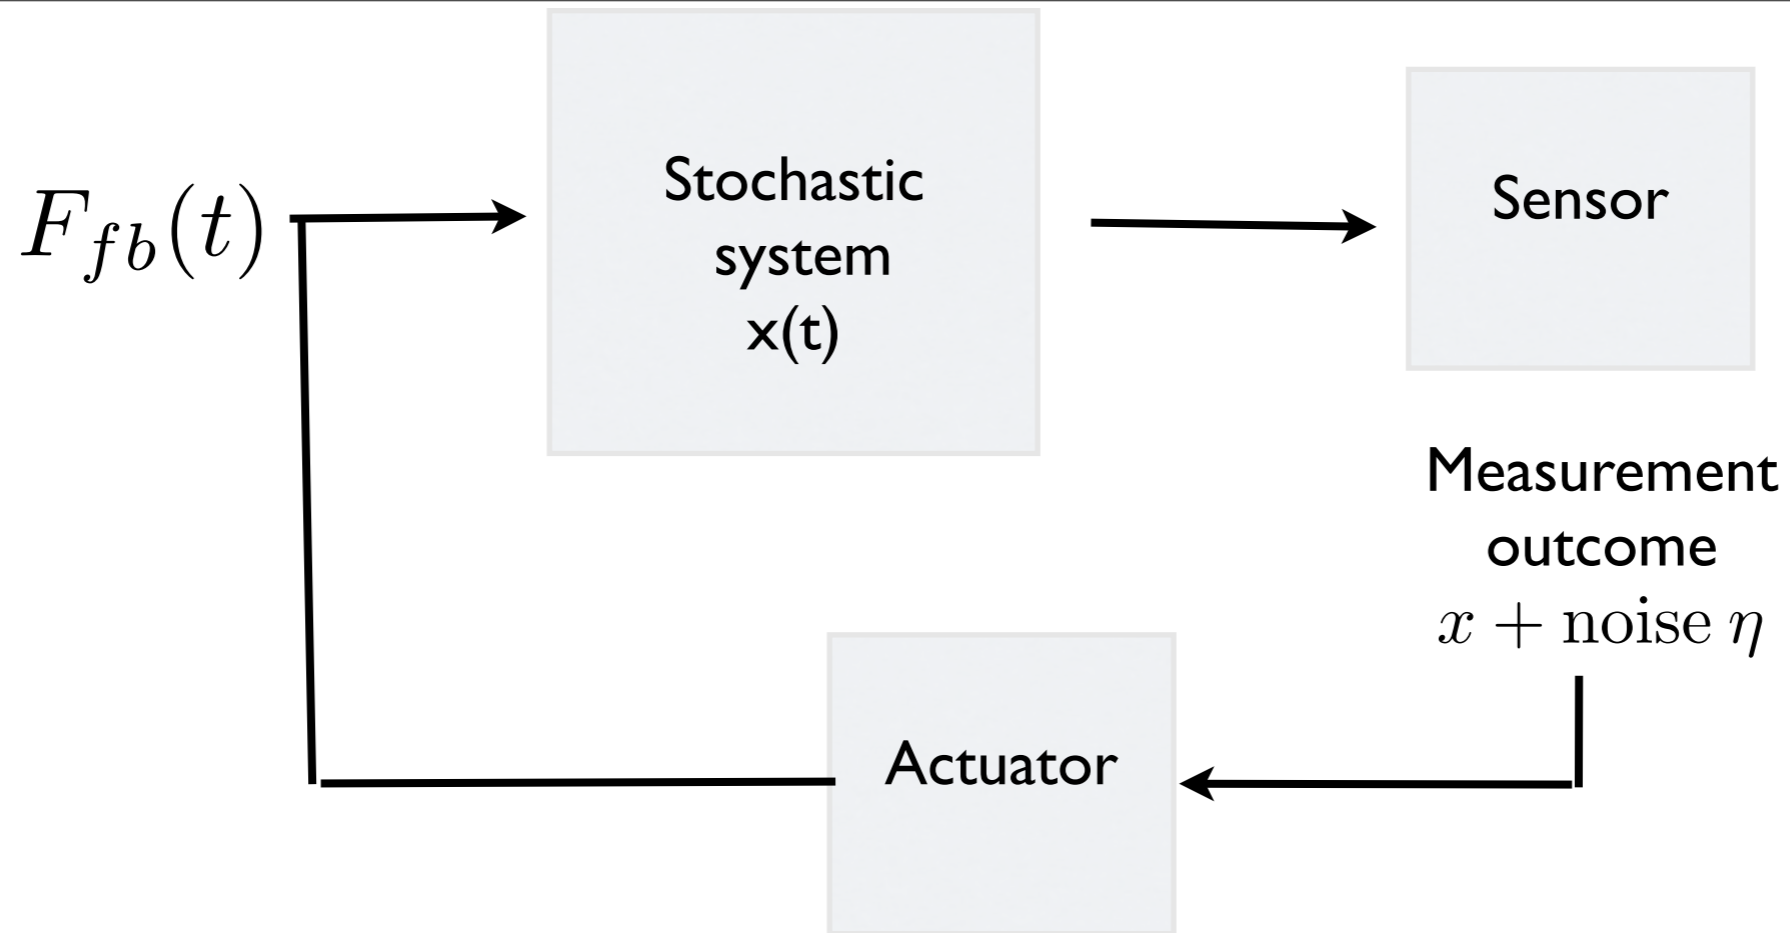 F_{fb}(t)
Stochastic
system
x(t)
Sensor
Measurement
outcome
x + noise η
Actuator